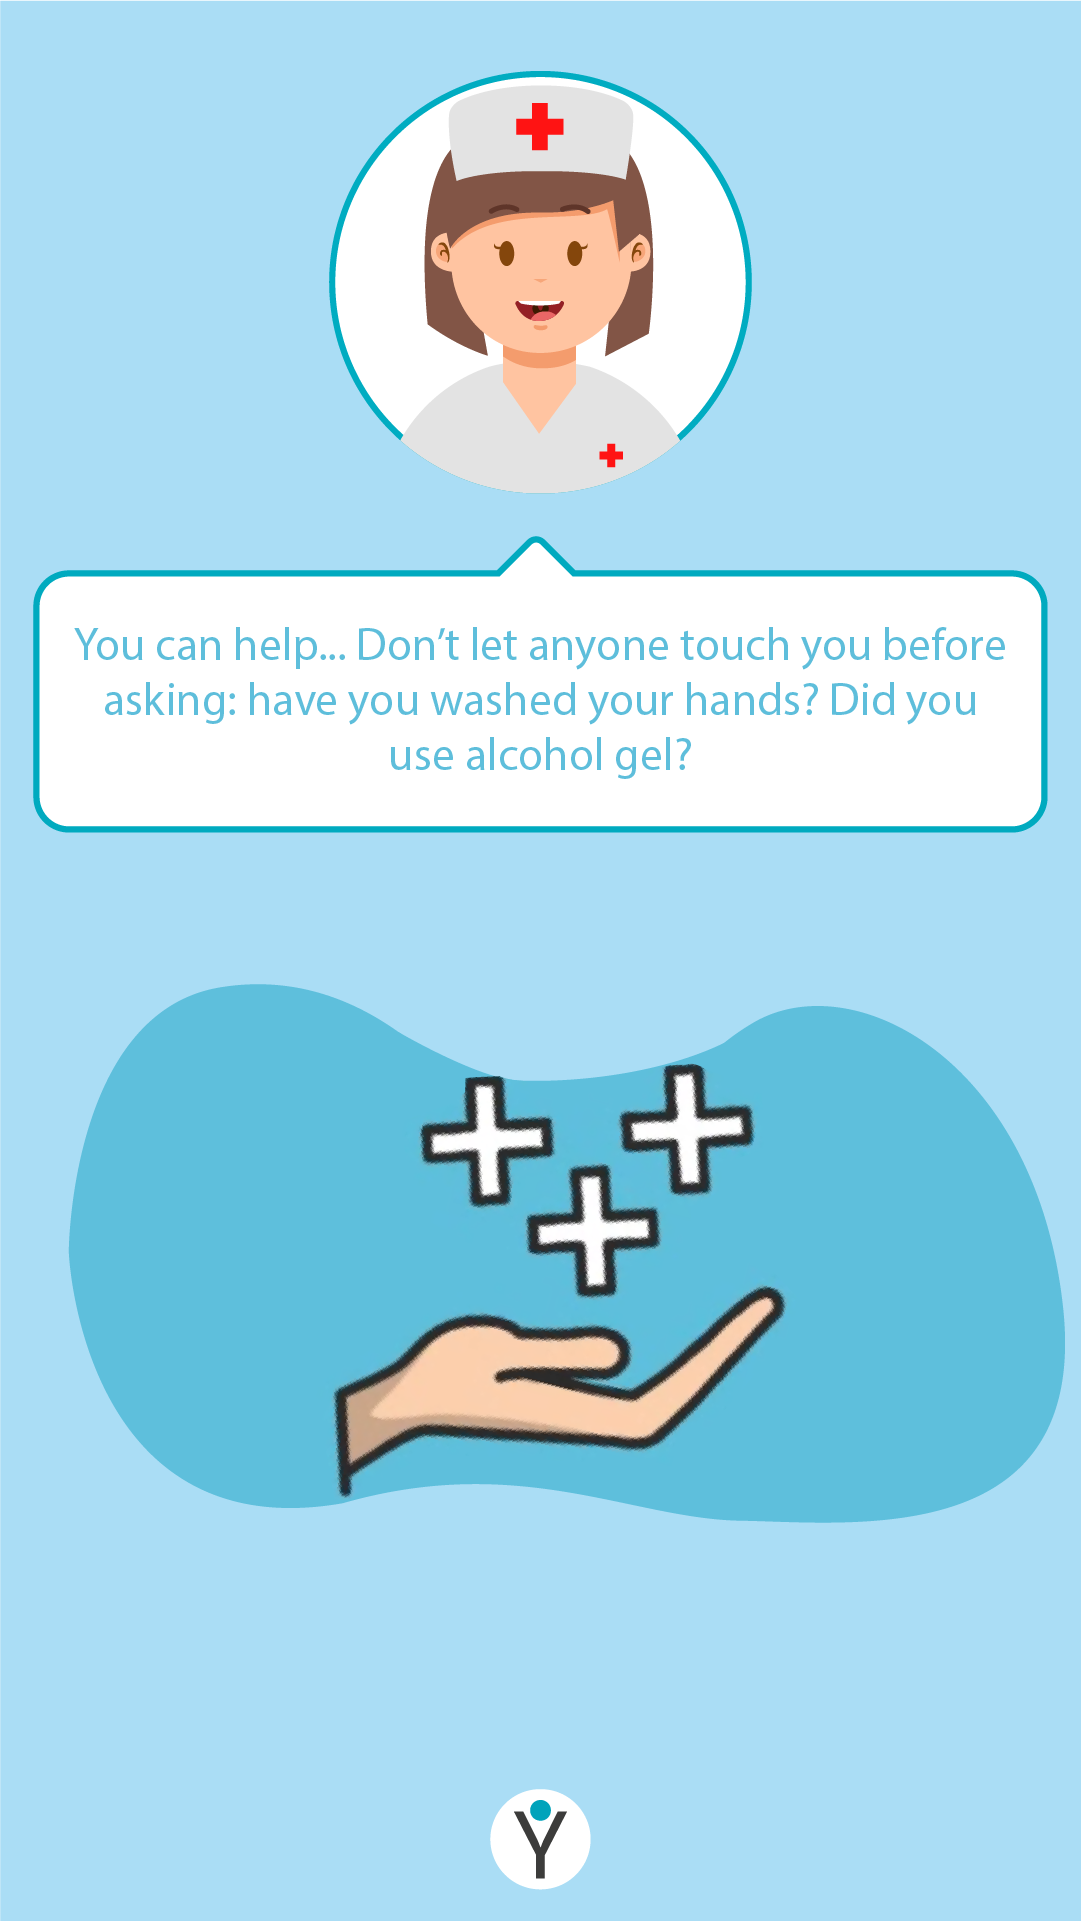 You can help... Don’t let anyone touch you before
asking: have you washed your hands? Did you
use alcohol gel?
Y